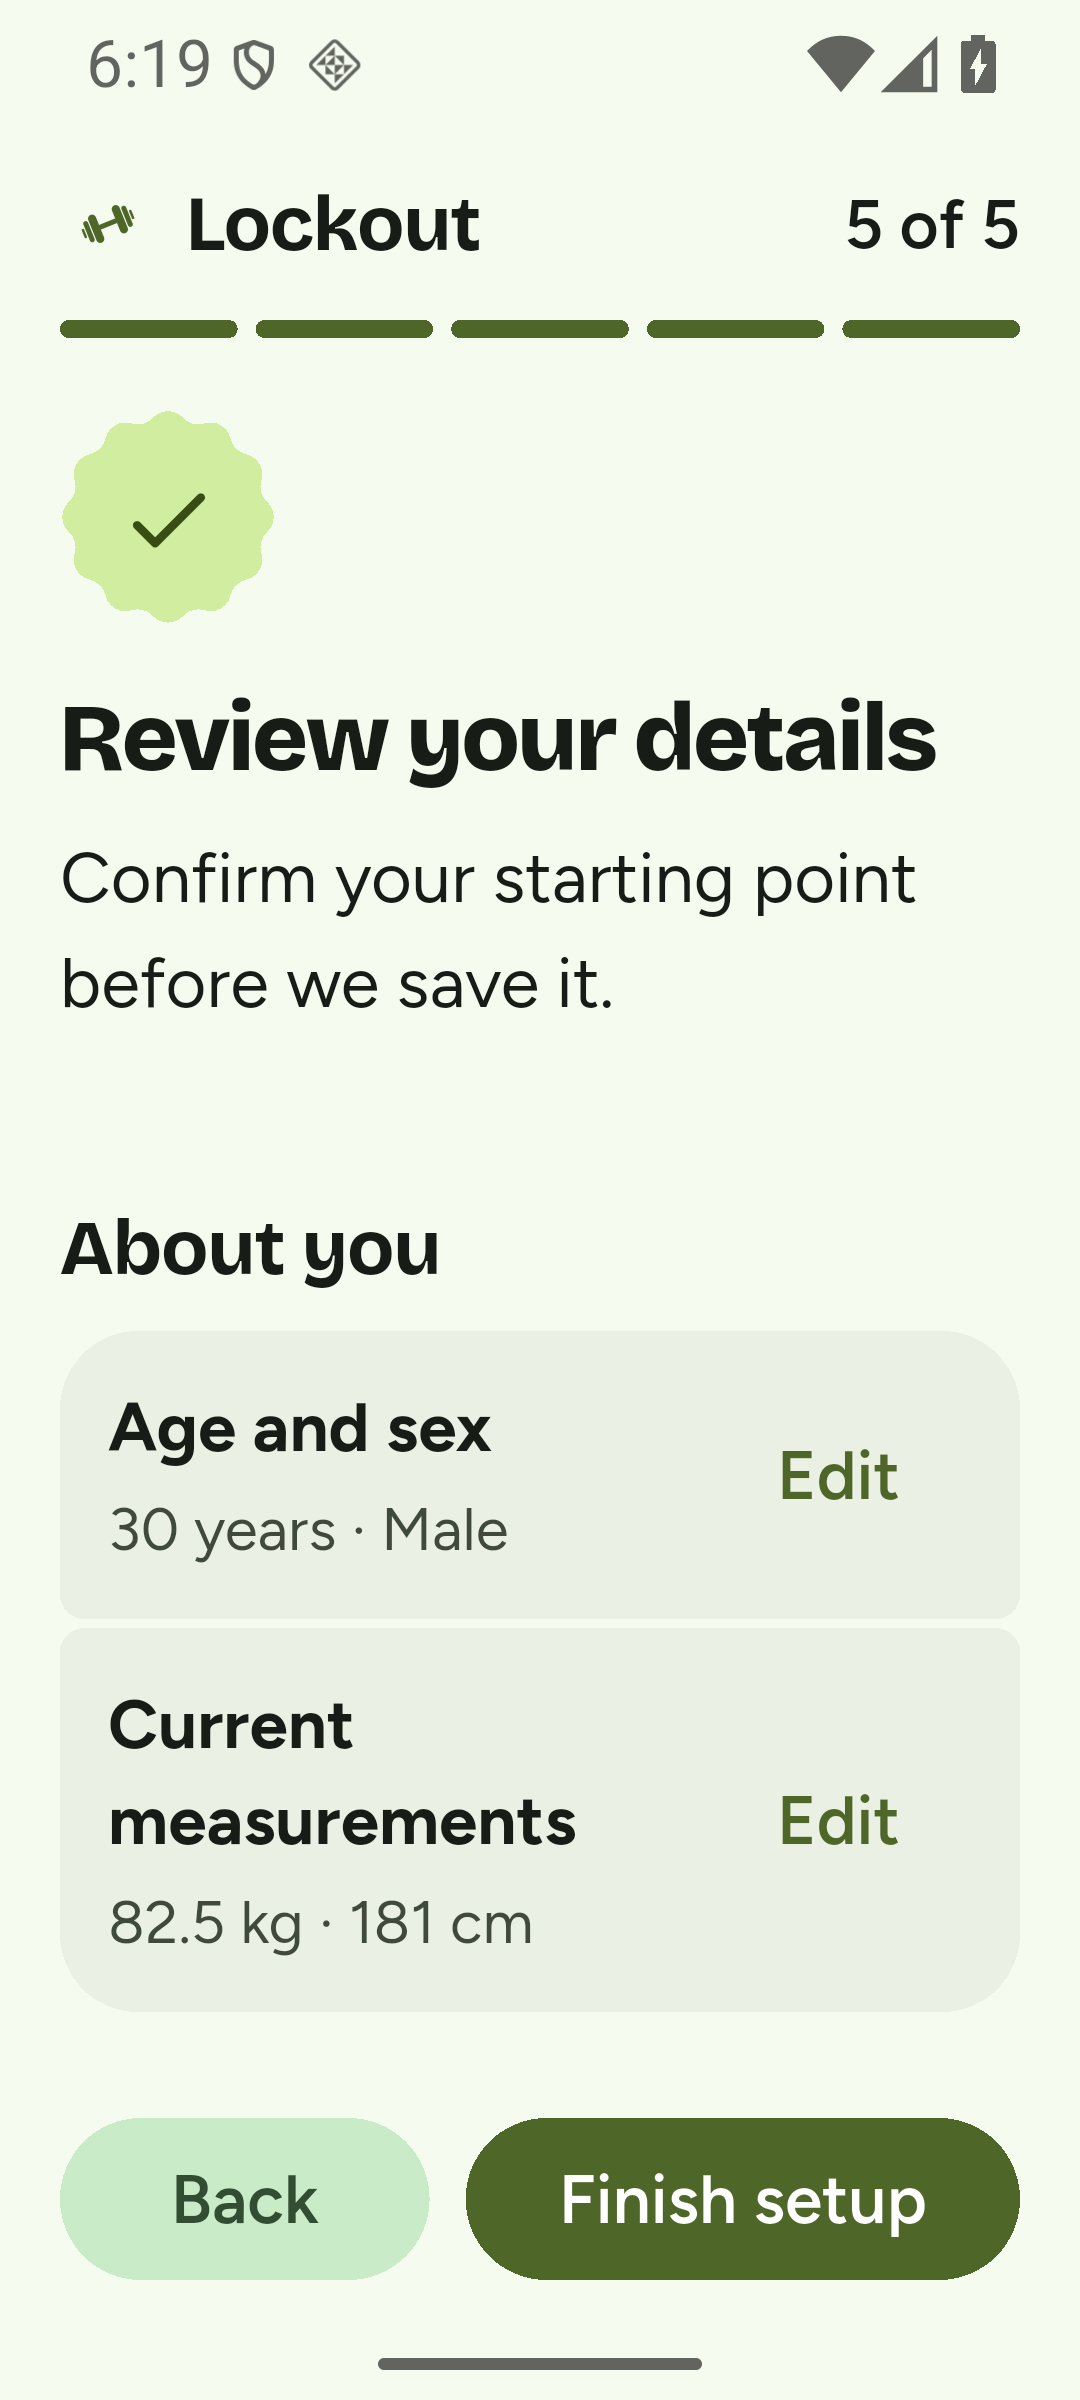 6:19
Lockout
5 of 5
Review your details
Confirm your starting point
before we save it.
About you
Age and sex
30 years · Male
Edit
Current
measurements
82.5 kg · 181 cm
Edit
Back
Finish setup